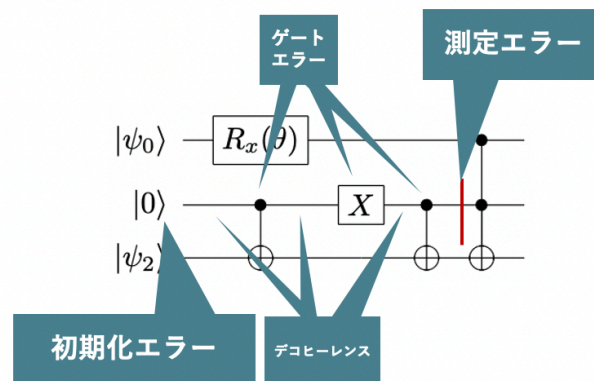 ゲート
エラー
測定エラー
|ψ₀⟩ Rₓ(θ)
|0⟩ X
|ψ₂⟩
初期化エラー
デコヒーレンス